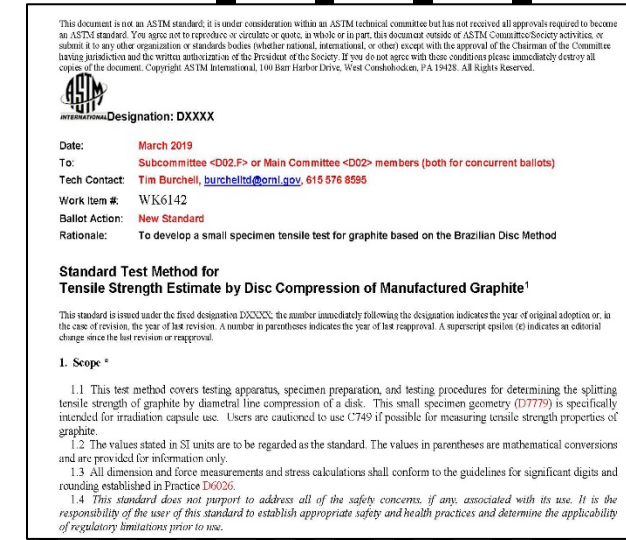 This document is not an ASTM standard; it is under consideration within an ASTM technical committee but has not received all approvals required to become
an ASTM standard. You agree not to reproduce or circulate or quote, in whole or in part, this document outside of ASTM Committee/Society activities, or
submit it to any other organization or standards bodies (whether national, international, or other) except with the approval of the Chairman of the Committee
having jurisdiction and the written authorization of the President of the Society. If you do not agree with these conditions please immediately destroy all
copies of the document. Copyright ASTM International, 100 Barr Harbor Drive, West Conshohocken, PA 19428. All Rights Reserved.
ASTM
INTERNATIONAL Designation: DXXXX
Date: March 2019
To: Subcommittee <D02.F> or Main Committee <D02> members (both for concurrent ballots)
Tech Contact: Tim Burchell, burchelltd@ornl.gov, 615 576 8595
Work Item #: WK6142
Ballot Action: New Standard
Rationale: To develop a small specimen tensile test for graphite based on the Brazilian Disc Method
Standard Test Method for
Tensile Strength Estimate by Disc Compression of Manufactured Graphite1
This standard is issued under the fixed designation DXXXX; the number immediately following the designation indicates the year of original adoption or, in
the case of revision, the year of last revision. A number in parentheses indicates the year of last reapproval. A superscript epsilon (ε) indicates an editorial
change since the last revision or reapproval.
1. Scope *
1.1 This test method covers testing apparatus, specimen preparation, and testing procedures for determining the splitting
tensile strength of graphite by diametral line compression of a disk. This small specimen geometry (D7779) is specifically
intended for irradiation capsule use. Users are cautioned to use C749 if possible for measuring tensile strength properties of
graphite.
1.2 The values stated in SI units are to be regarded as the standard. The values in parentheses are mathematical conversions
and are provided for information only.
1.3 All dimension and force measurements and stress calculations shall conform to the guidelines for significant digits and
rounding established in Practice D6026.
1.4 This standard does not purport to address all of the safety concerns, if any, associated with its use. It is the
responsibility of the user of this standard to establish appropriate safety and health practices and determine the applicability
of regulatory limitations prior to use.